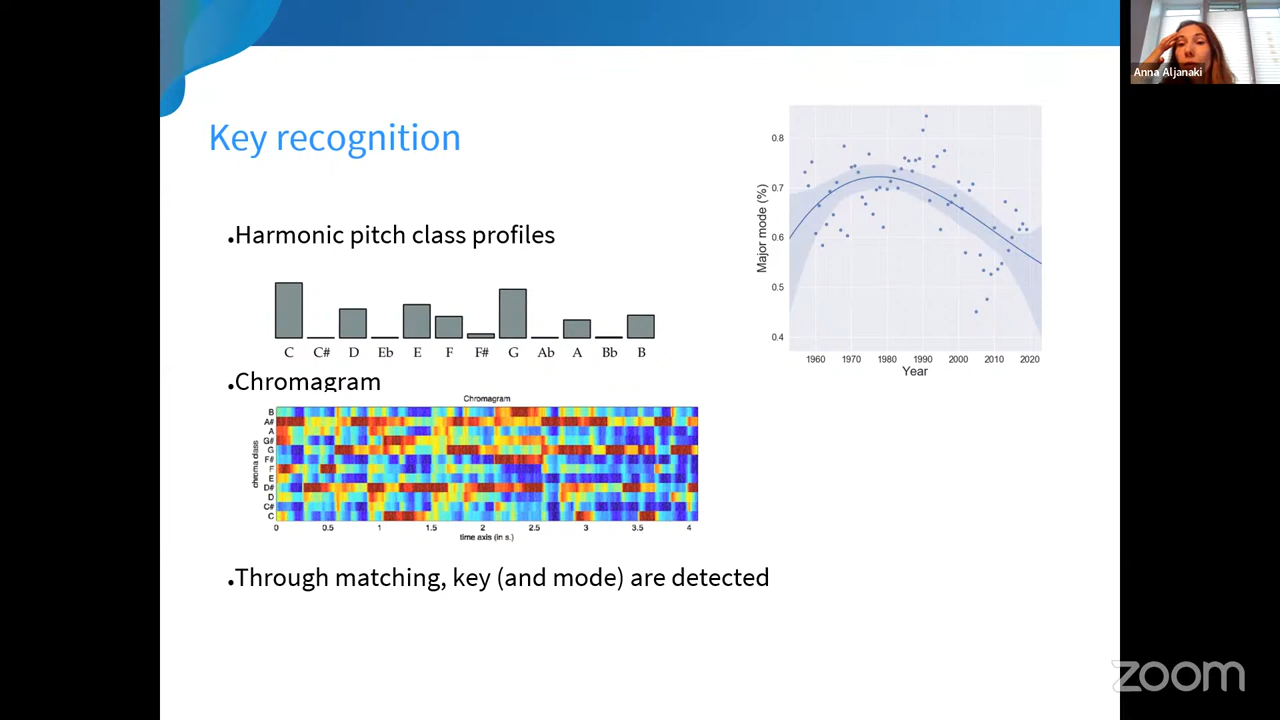 Anna Aljanaki
Key recognition
.Harmonic pitch class profiles
C C# D Eb E F F# G Ab A Bb B
.Chromagram
Chromagram
chroma class
B
A#
A
G#
G
F#
F
E
D#
D
C#
C
0 0.5 1 1.5 2 2.5 3 3.5 4
time axis (in s.)
.Through matching, key (and mode) are detected
Major mode (%)
0.8
0.7
0.6
0.5
0.4
1960 1970 1980 1990 2000 2010 2020
Year
zoom